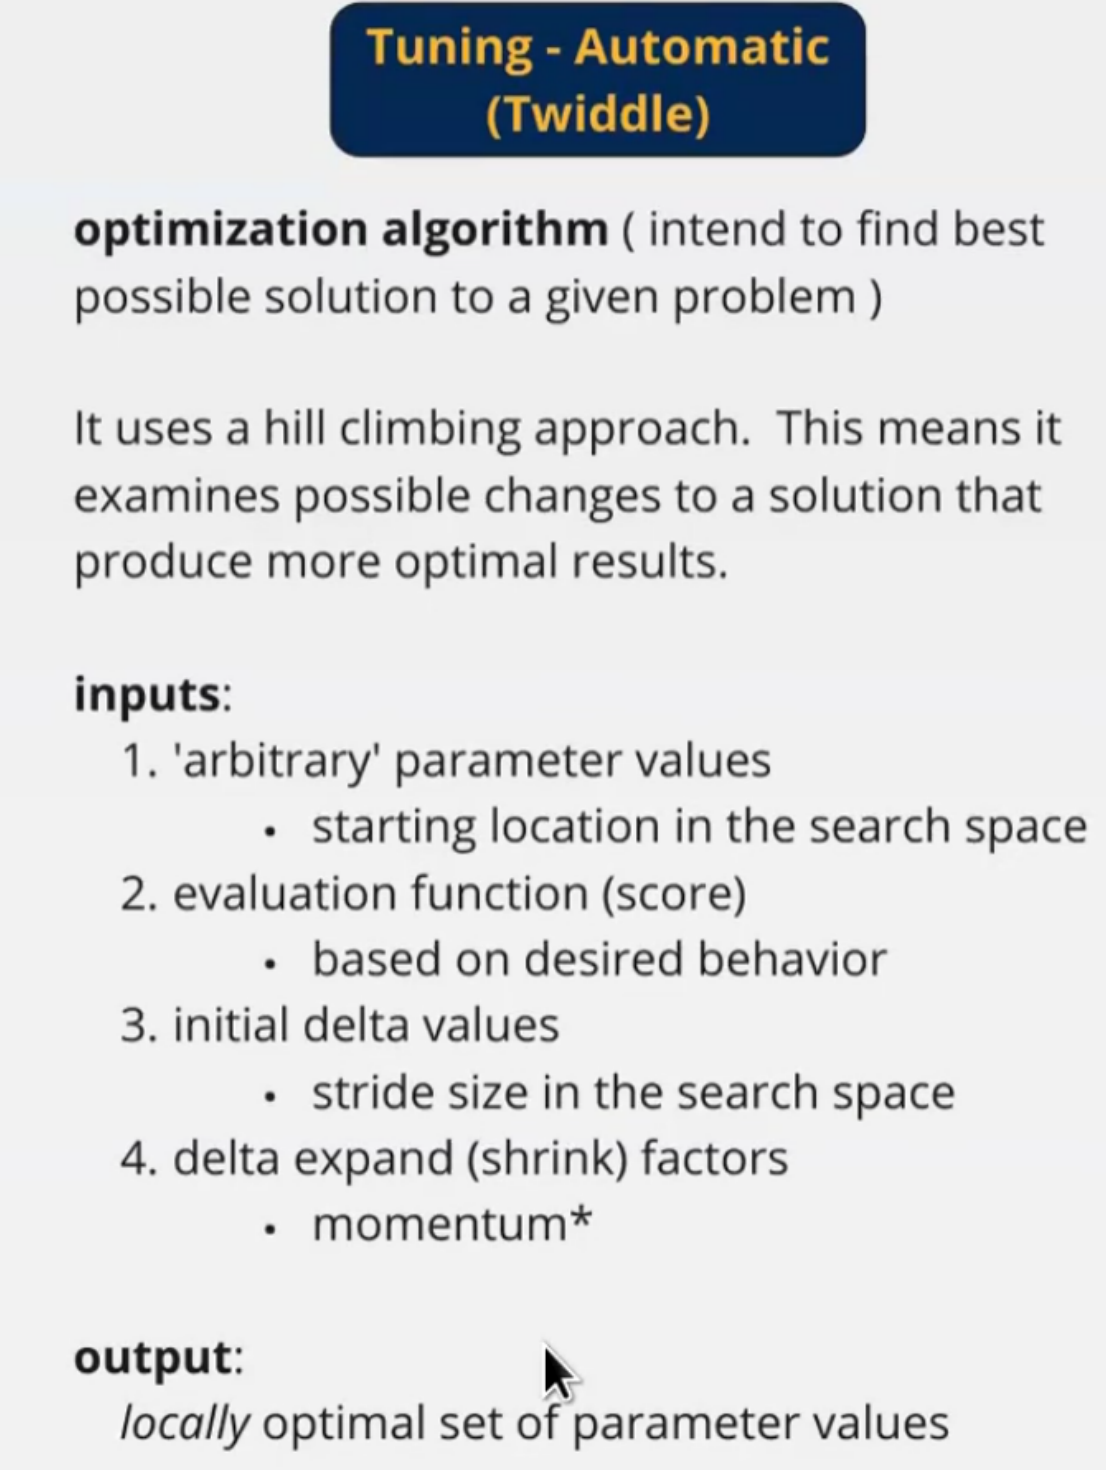 Tuning - Automatic
(Twiddle)
optimization algorithm ( intend to find best
possible solution to a given problem )
It uses a hill climbing approach.  This means it
examines possible changes to a solution that
produce more optimal results.
inputs:
1. 'arbitrary' parameter values
• starting location in the search space
2. evaluation function (score)
• based on desired behavior
3. initial delta values
• stride size in the search space
4. delta expand (shrink) factors
• momentum*
output:
locally optimal set of parameter values